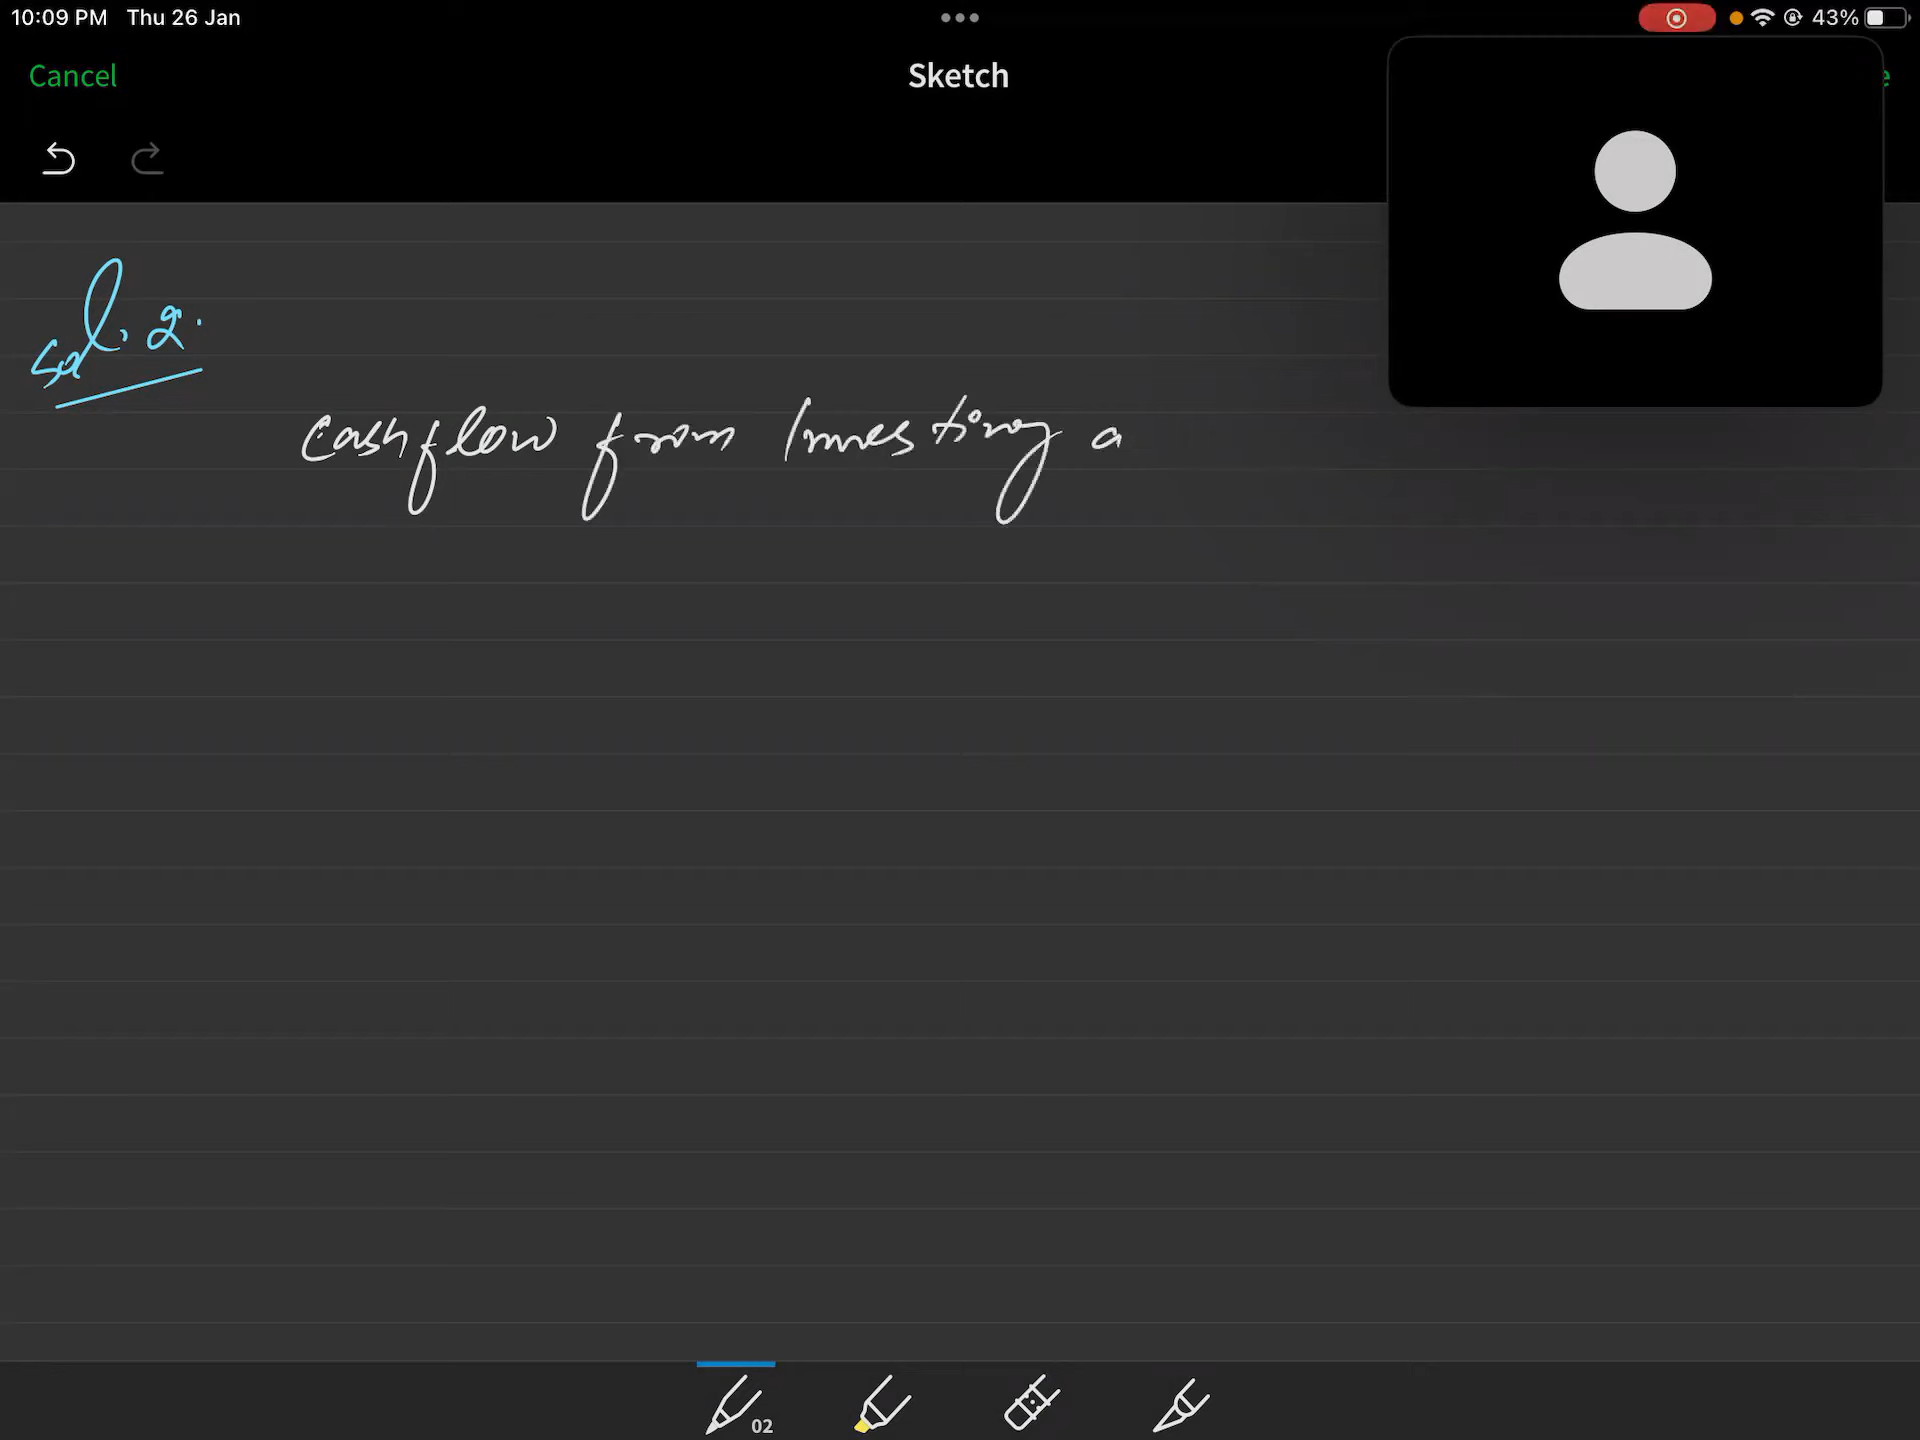 10:09 PM Thu 26 Jan
43%
Cancel
Sketch
e
Sol. 2.
Cashflow from Investing a
02